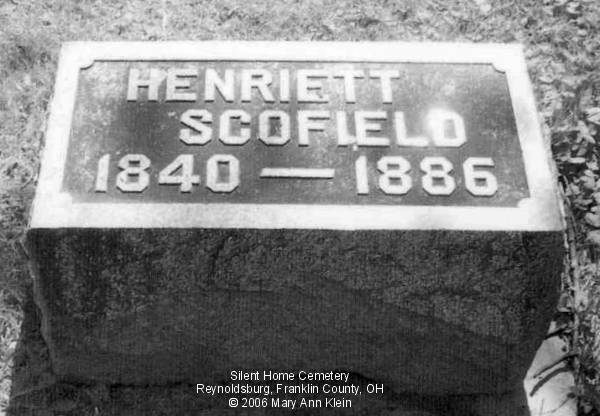 HENRIETT
SCOFIELD
1840 — 1886
Silent Home Cemetery
Reynoldsburg, Franklin County, OH
© 2006 Mary Ann Klein